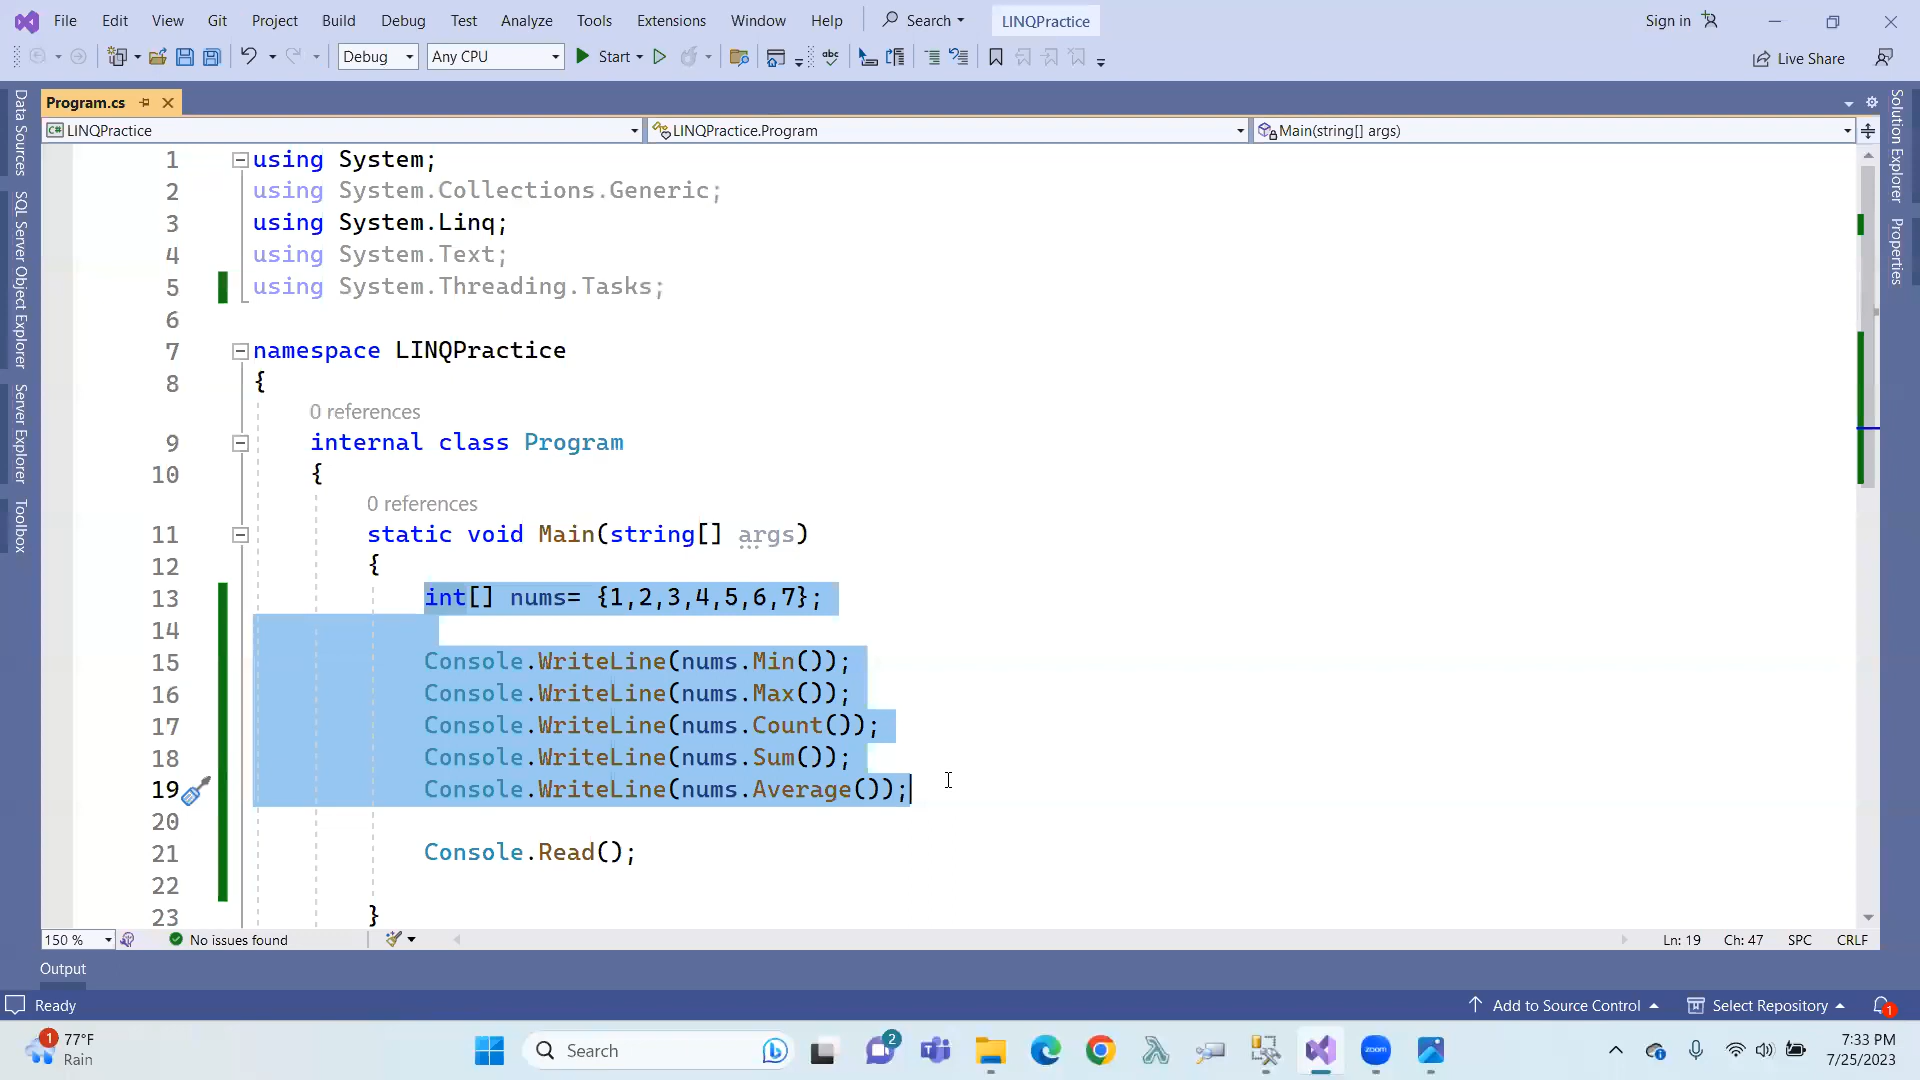 File Edit View Git Project Build Debug Test Analyze Tools Extensions Window Help Search LINQPractice Sign in
Debug Any CPU Start abc Live Share
Program.cs
LINQPractice LINQPractice.Program Main(string[] args)
Data Sources
SQL Server Object Explorer
Server Explorer
Toolbox
1 using System;
2 using System.Collections.Generic;
3 using System.Linq;
4 using System.Text;
5 using System.Threading.Tasks;
6
7 namespace LINQPractice
8 {
0 references
9 internal class Program
10 {
0 references
11 static void Main(string[] args)
12 {
13 int[] nums= {1,2,3,4,5,6,7};
14
15 Console.WriteLine(nums.Min());
16 Console.WriteLine(nums.Max());
17 Console.WriteLine(nums.Count());
18 Console.WriteLine(nums.Sum());
19 Console.WriteLine(nums.Average());
20
21 Console.Read();
22
23 }
Solution Explorer
Properties
150 % No issues found Ln: 19 Ch: 47 SPC CRLF
Output
Ready Add to Source Control Select Repository 1
1 77°F
Rain
Search
2
zoom
7:33 PM
7/25/2023